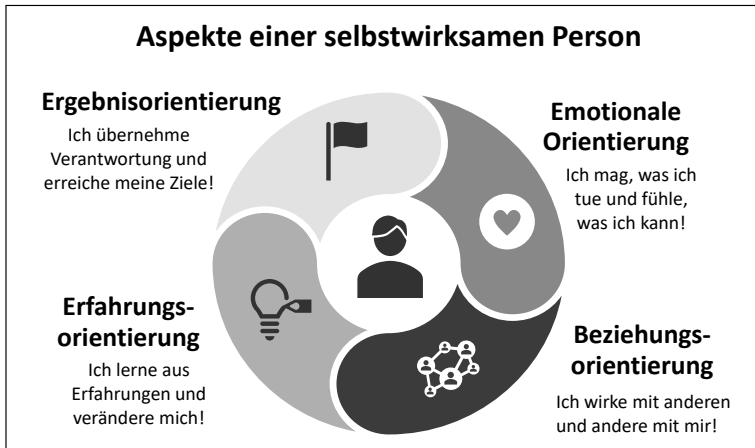 Aspekte einer selbstwirksamen Person
Ergebnisorientierung
Ich übernehme
Verantwortung und
erreiche meine Ziele!
Emotionale
Orientierung
Ich mag, was ich
tue und fühle,
was ich kann!
Erfahrungs-
orientierung
Ich lerne aus
Erfahrungen und
verändere mich!
Beziehungs-
orientierung
Ich wirke mit anderen
und andere mit mir!